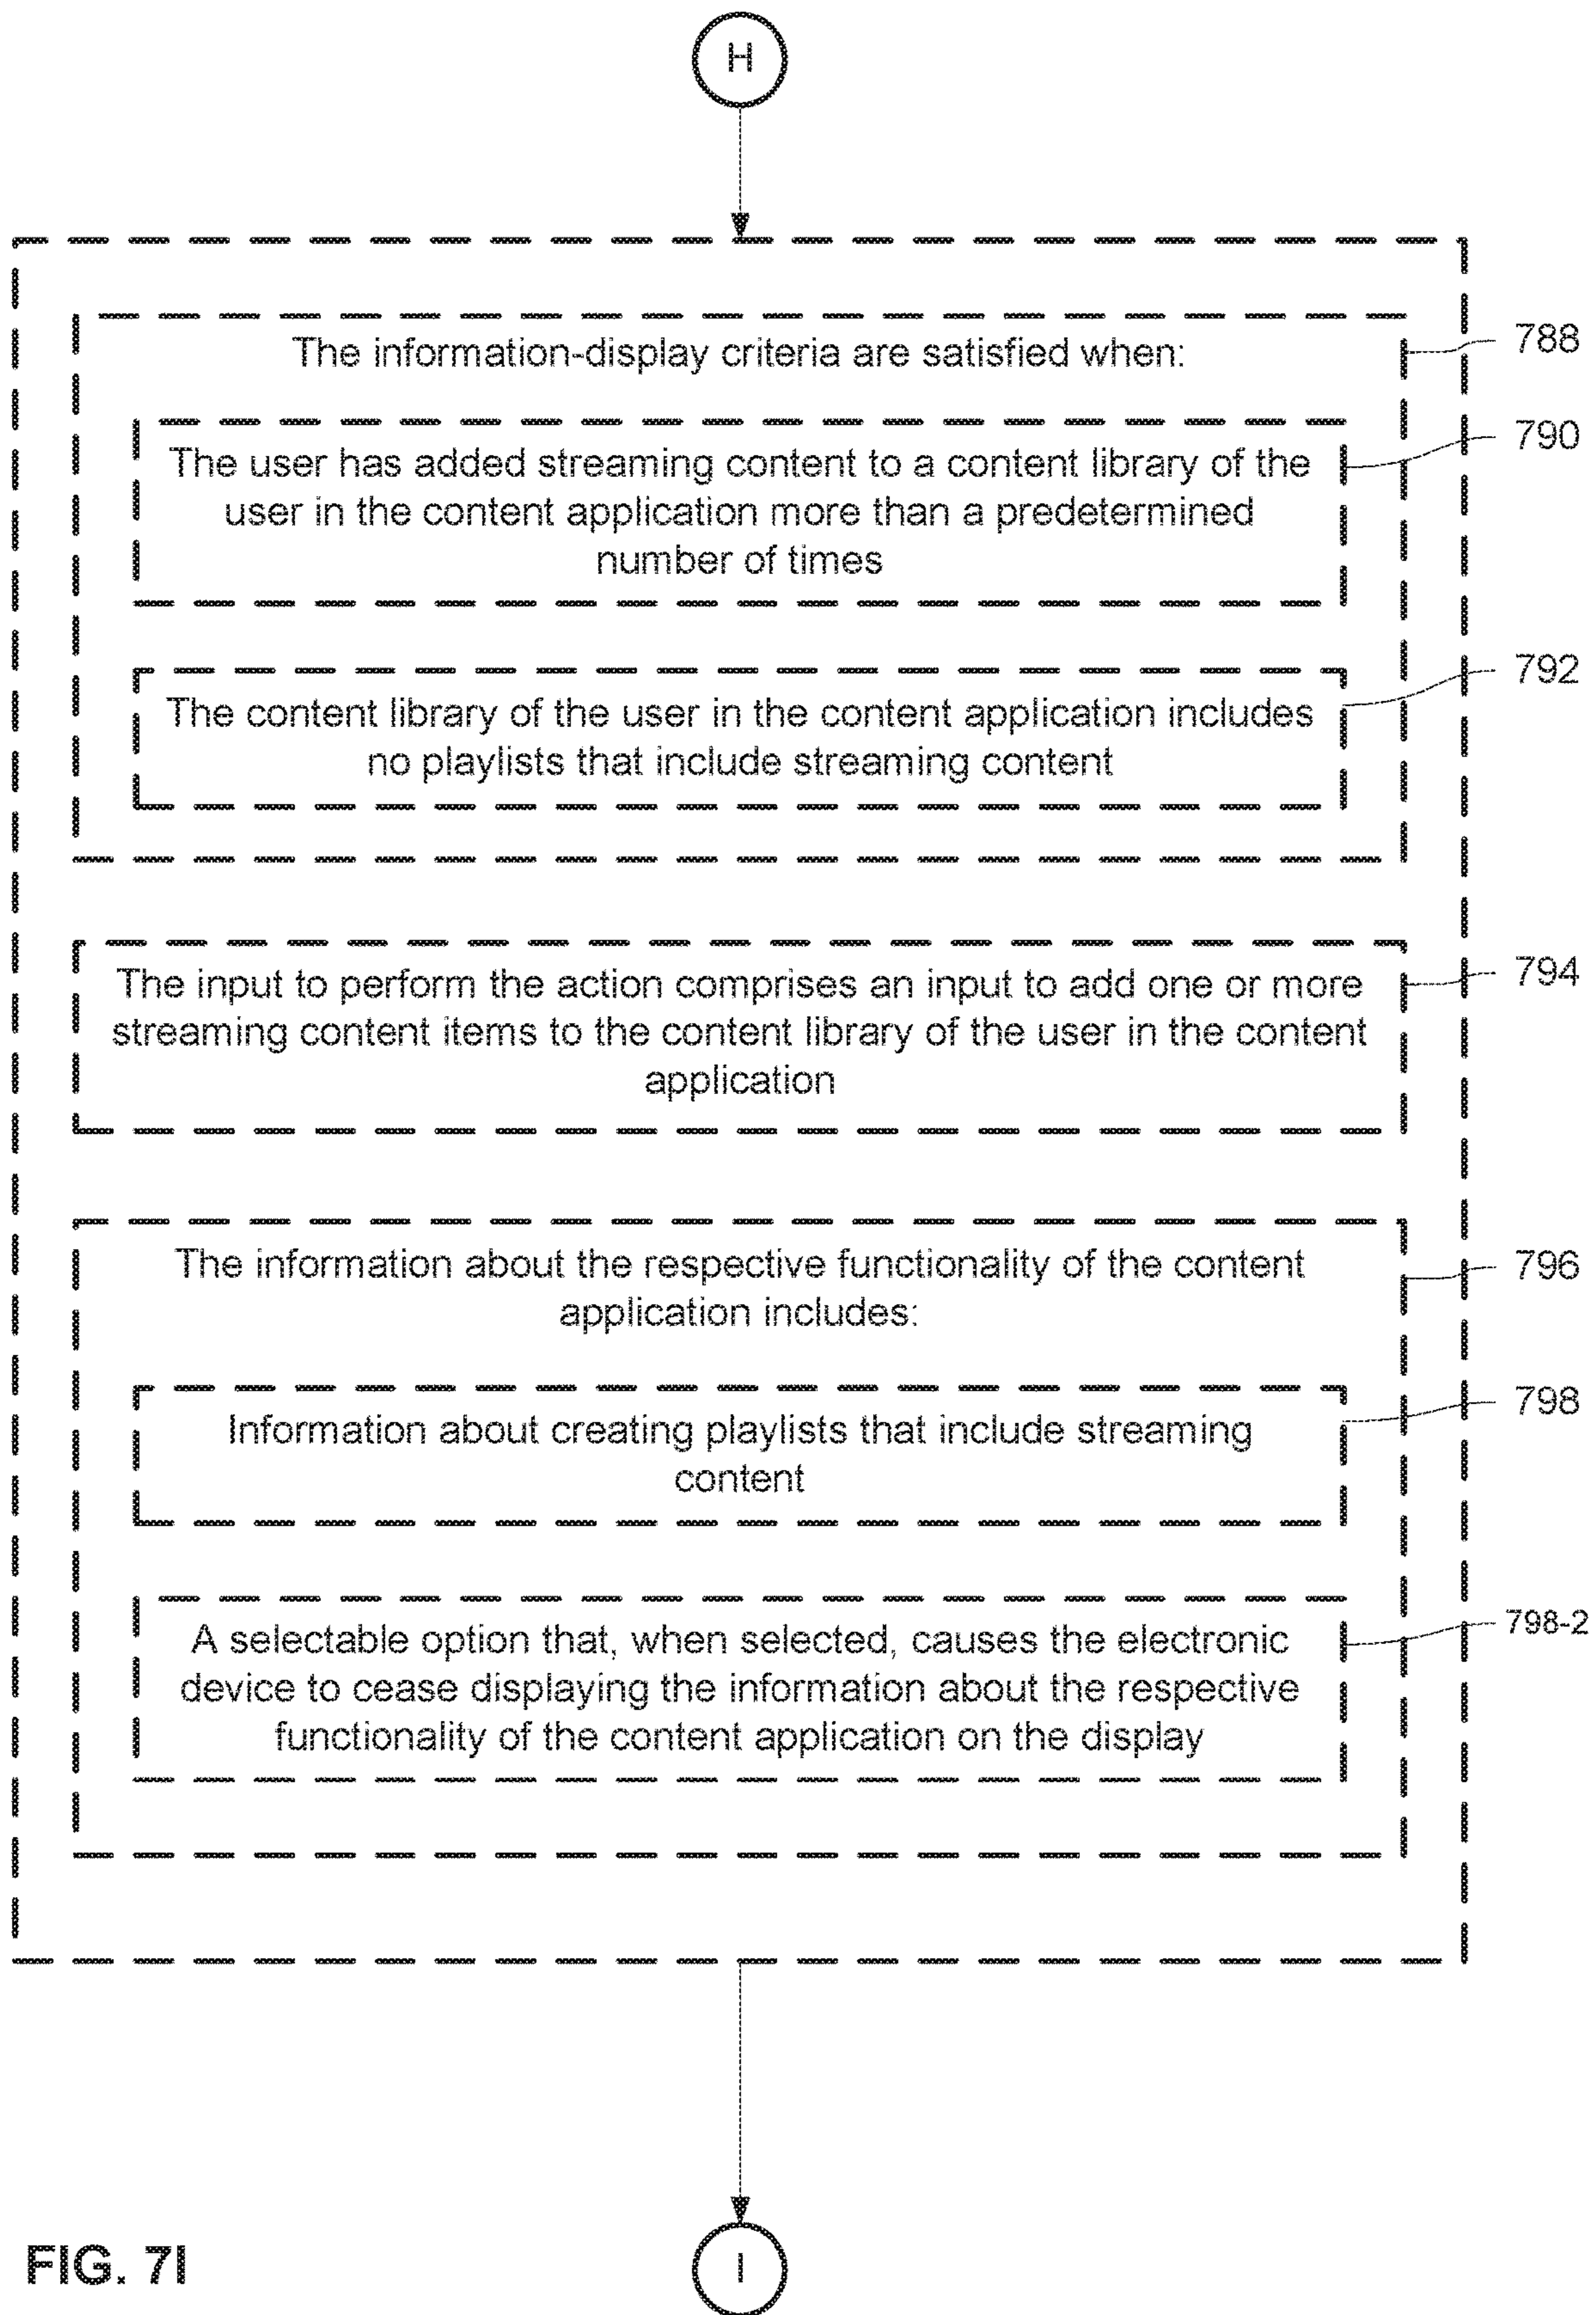 H
The information-display criteria are satisfied when:
788
The user has added streaming content to a content library of the
user in the content application more than a predetermined
number of times
790
The content library of the user in the content application includes
no playlists that include streaming content
792
The input to perform the action comprises an input to add one or more
streaming content items to the content library of the user in the content
application
794
The information about the respective functionality of the content
application includes:
796
Information about creating playlists that include streaming
content
798
A selectable option that, when selected, causes the electronic
device to cease displaying the information about the respective
functionality of the content application on the display
798-2
FIG. 7I
I